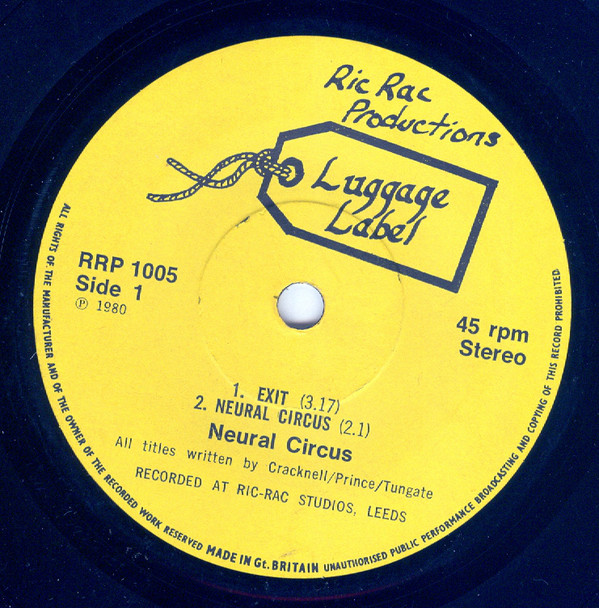 Ric Rac
Productions
Luggage
Label
RRP 1005
Side 1
℗ 1980
45 rpm
Stereo
1. EXIT (3.17)
2. NEURAL CIRCUS (2.1)
Neural Circus
All titles written by Cracknell/Prince/Tungate
RECORDED AT RIC-RAC STUDIOS, LEEDS
ALL RIGHTS OF THE MANUFACTURER AND OF THE OWNER OF THE RECORDED WORK RESERVED MADE IN Gt. BRITAIN UNAUTHORISED PUBLIC PERFORMANCE BROADCASTING AND COPYING OF THIS RECORD PROHIBITED